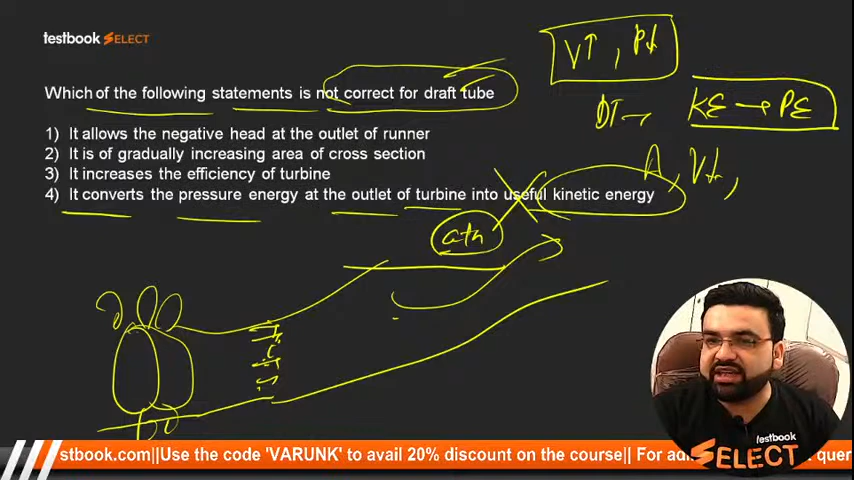 testbook SELECT
V↑ , P↓
Which of the following statements is not correct for draft tube
DT → KE → PE
1) It allows the negative head at the outlet of runner
2) It is of gradually increasing area of cross section
3) It increases the efficiency of turbine
A , V↓ ,
4) It converts the pressure energy at the outlet of turbine into useful kinetic energy
atm
testbook
SELECT
stbook.com||Use the code 'VARUNK' to avail 20% discount on the course|| For ad quer